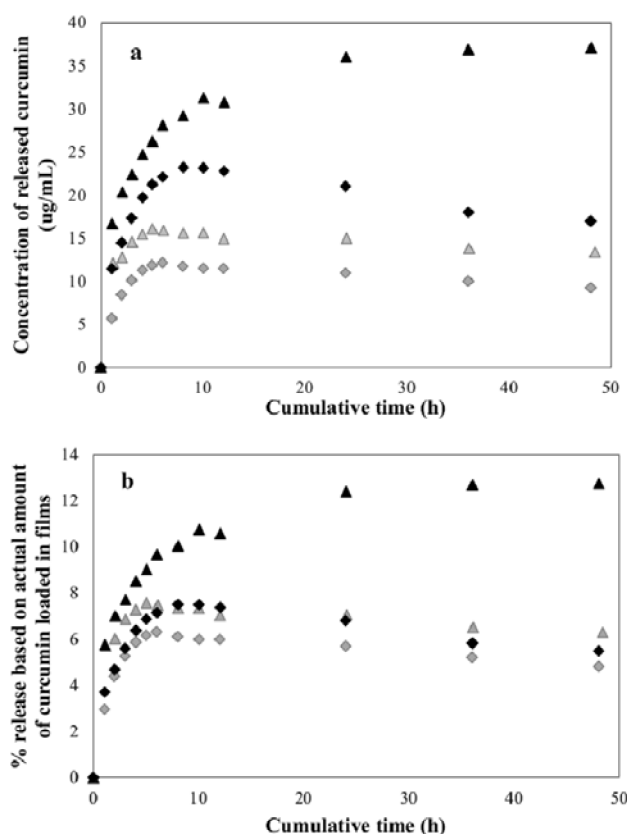 a
Concentration of released curcumin
(ug/mL)
40
35
30
25
20
15
10
5
0
0 10 20 30 40 50
Cumulative time (h)
b
% release based on actual amount
of curcumin loaded in films
14
12
10
8
6
4
2
0
0 10 20 30 40 50
Cumulative time (h)